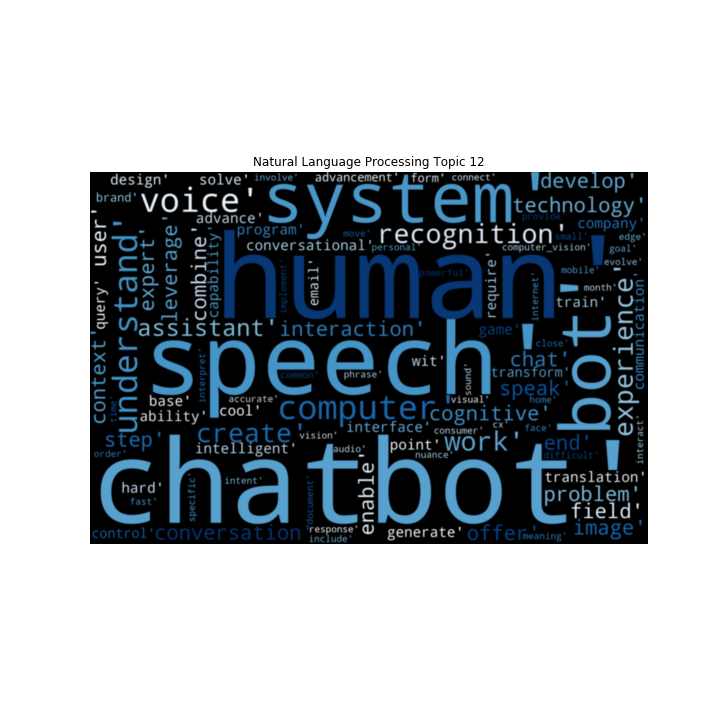 Natural Language Processing Topic 12
design' solve' involve' advancement' form' connect' develop'
brand' voice' system' technology'
advance' provide'
user' program' move' recognition' small' company' edge'
conversational' personal' computer_vision' goal'
understand' expert' leverage' combine' capability' human' evolve'
implement' email' powerful' require' internet' mobile' month'
query' train'
assistant' interaction' game' bot' experience' communication'
context' speech' close'
interpret' common' phrase' wit' sound' chat' transform'
time' base' accurate' computer' visual' home' speak'
ability' cool' cognitive'
step' create' vision' interface' consumer' cx' face' interact'
order' intelligent' audio' point' nuance' work' end' difficult'
chatbot' translation'
hard' intent' problem'
fast' specific' document' enable' field'
control' conversation' response' include' generate' offer' meaning' image'